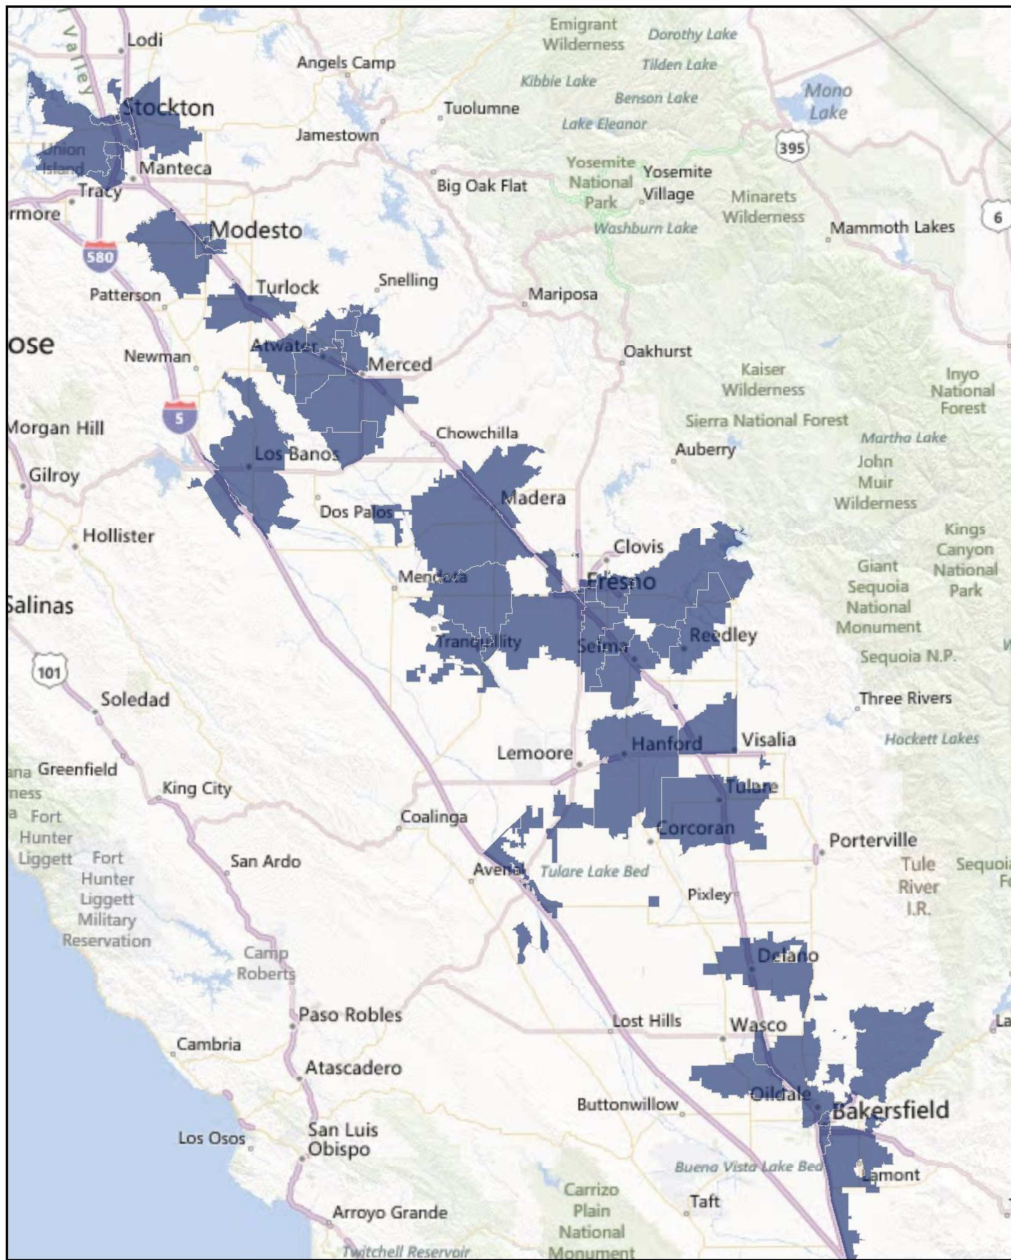 Lodi
Valley
Emigrant
Wilderness
Dorothy Lake
Angels Camp
Tilden Lake
Kibbie Lake
Benson Lake
Mono
Lake
Stockton
Tuolumne
Lake Eleanor
Jamestown
395
Union
Island
Manteca
Yosemite
National
Park
Yosemite
Village
Big Oak Flat
Tracy
Minarets
Wilderness
ermore
6
Modesto
Washburn Lake
Mammoth Lakes
580
Turlock
Snelling
Patterson
Mariposa
ose
Atwater
Newman
Merced
Oakhurst
Kaiser
Wilderness
Inyo
National
Forest
5
Sierra National Forest
Morgan Hill
Chowchilla
Martha Lake
Auberry
Los Banos
John
Muir
Wilderness
Gilroy
Madera
Dos Palos
Hollister
Clovis
Kings
Canyon
National
Park
Mendota
Fresno
Giant
Sequoia
National
Monument
Salinas
Tranquillity
Selma
Reedley
Sequoia N.P.
W
101
Soledad
Three Rivers
Lemoore
Hanford
Visalia
Hockett Lakes
ana
ness
a
Greenfield
King City
Tulare
Fort
Hunter
Liggett
Coalinga
Corcoran
Porterville
Fort
Hunter
Liggett
Military
Reservation
San Ardo
Avenal
Tulare Lake Bed
Tule
River
I.R.
Sequoia
Fo
Pixley
Camp
Roberts
Delano
Paso Robles
Lost Hills
Wasco
La
Cambria
Atascadero
Oildale
Buttonwillow
Bakersfield
Los Osos
San Luis
Obispo
Buena Vista Lake Bed
Lamont
Carrizo
Plain
National
Monument
Taft
Arroyo Grande
Twitchell Reservoir